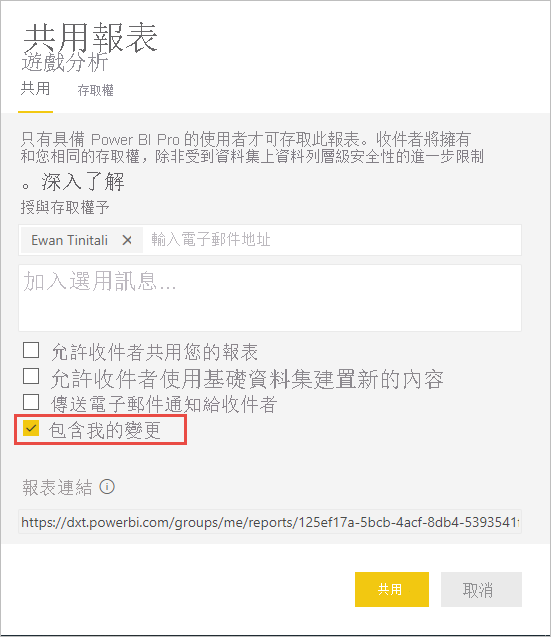 共用報表
遊戲分析
共用 存取權
只有具備 Power BI Pro 的使用者才可存取此報表。收件者將擁有
和您相同的存取權，除非受到資料集上資料列層級安全性的進一步限制
。深入了解
授與存取權予
Ewan Tinitali ✕ 輸入電子郵件地址
加入選用訊息...
允許收件者共用您的報表
允許收件者使用基礎資料集建置新的內容
傳送電子郵件通知給收件者
包含我的變更
報表連結
https://dxt.powerbi.com/groups/me/reports/125ef17a-5bcb-4acf-8db4-5393541
共用 取消